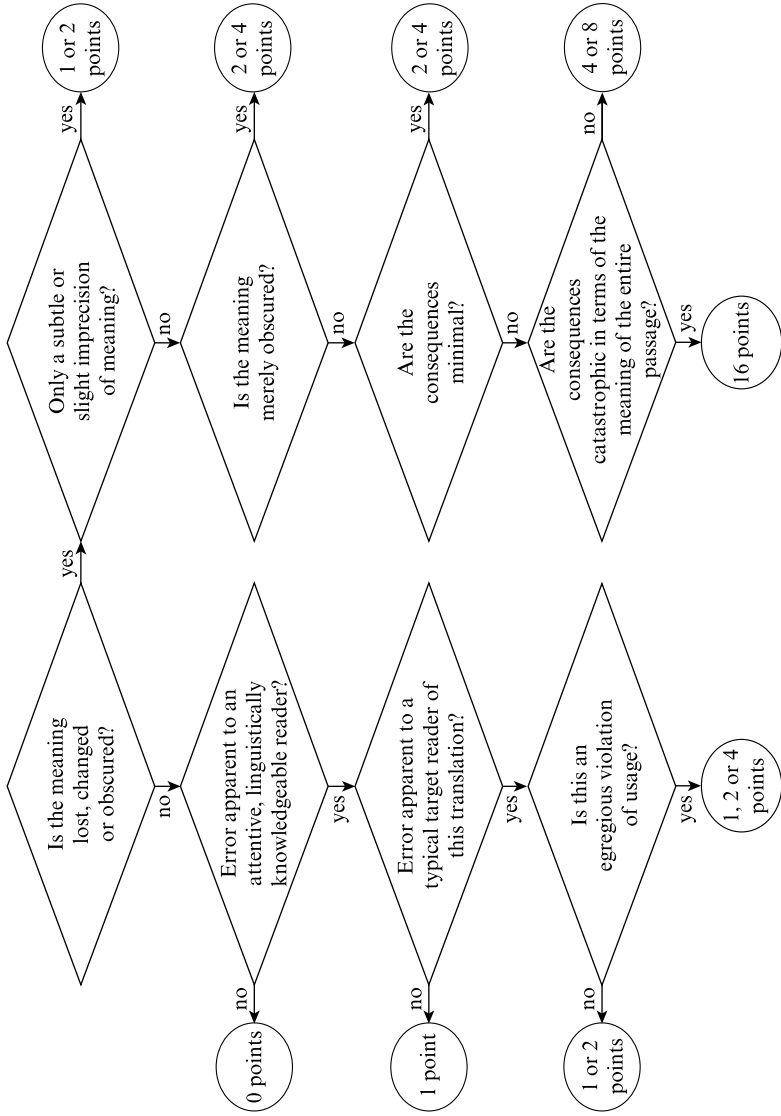 Is the meaning
lost, changed
or obscured?
yes
no
Only a subtle or
slight imprecision
of meaning?
yes
1 or 2
points
no
Error apparent to an
attentive, linguistically
knowledgeable reader?
no
0 points
yes
Is the meaning
merely obscured?
yes
2 or 4
points
no
Error apparent to a
typical target reader of
this translation?
no
1 point
yes
Are the
consequences
minimal?
yes
2 or 4
points
no
Is this an
egregious violation
of usage?
no
1 or 2
points
yes
1, 2 or 4
points
Are the
consequences
catastrophic in terms of the
meaning of the entire
passage?
no
4 or 8
points
yes
16 points